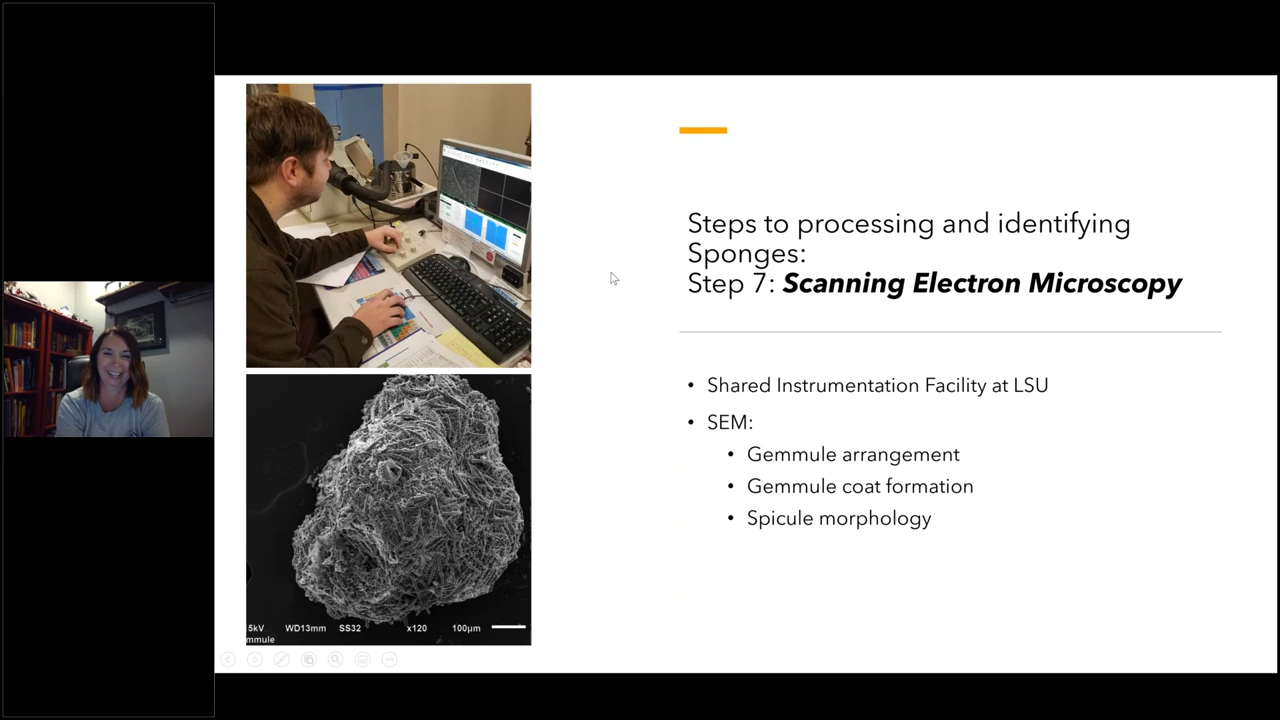 Steps to processing and identifying
Sponges:
Step 7: Scanning Electron Microscopy
• Shared Instrumentation Facility at LSU
• SEM:
• Gemmule arrangement
• Gemmule coat formation
• Spicule morphology
5kV WD13mm SS32 x120 100µm
mmule